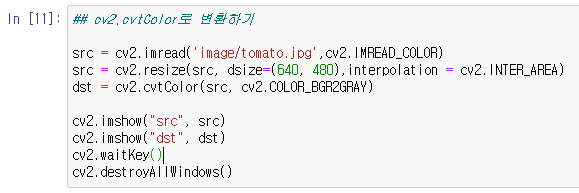 In [11]: ## cv2.cvtColor로 변환하기
src = cv2.imread('image/tomato.jpg',cv2.IMREAD_COLOR)
src = cv2.resize(src, dsize=(640, 480),interpolation = cv2.INTER_AREA)
dst = cv2.cvtColor(src, cv2.COLOR_BGR2GRAY)
cv2.imshow("src", src)
cv2.imshow("dst", dst)
cv2.waitKey()
cv2.destroyAllWindows()